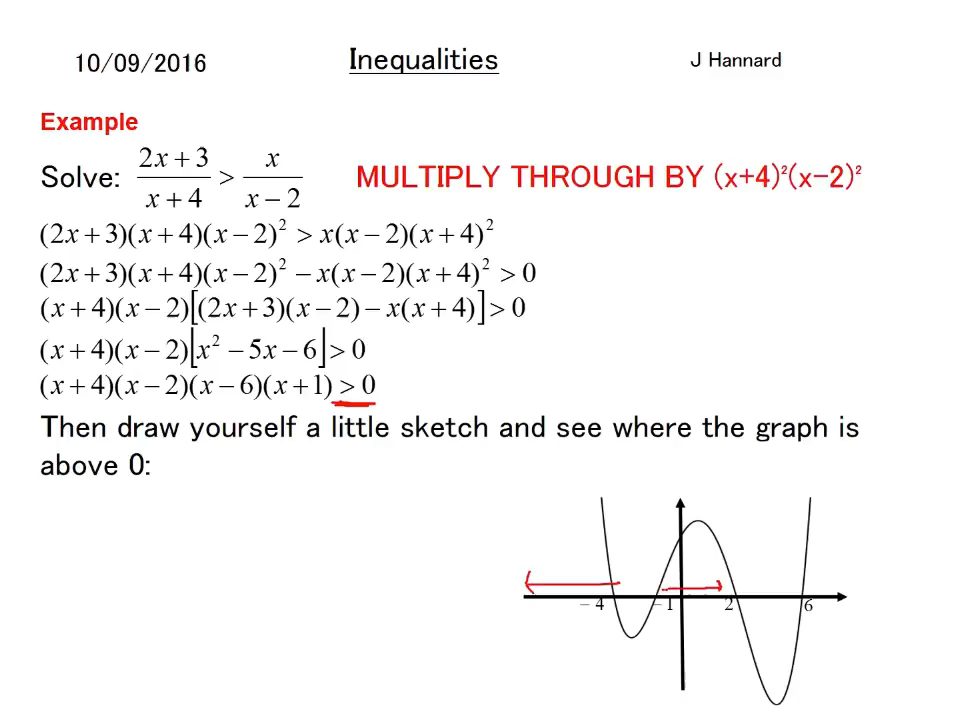 10/09/2016 Inequalities J Hannard
Example
Solve: (2x + 3)/(x + 4) > x/(x − 2) MULTIPLY THROUGH BY (x+4)²(x−2)²
(2x + 3)(x + 4)(x − 2)² > x(x − 2)(x + 4)²
(2x + 3)(x + 4)(x − 2)² − x(x − 2)(x + 4)² > 0
(x + 4)(x − 2)[(2x + 3)(x − 2) − x(x + 4)] > 0
(x + 4)(x − 2)[x² − 5x − 6] > 0
(x + 4)(x − 2)(x − 6)(x + 1) > 0
Then draw yourself a little sketch and see where the graph is
above 0:
− 4 − 1 2 6